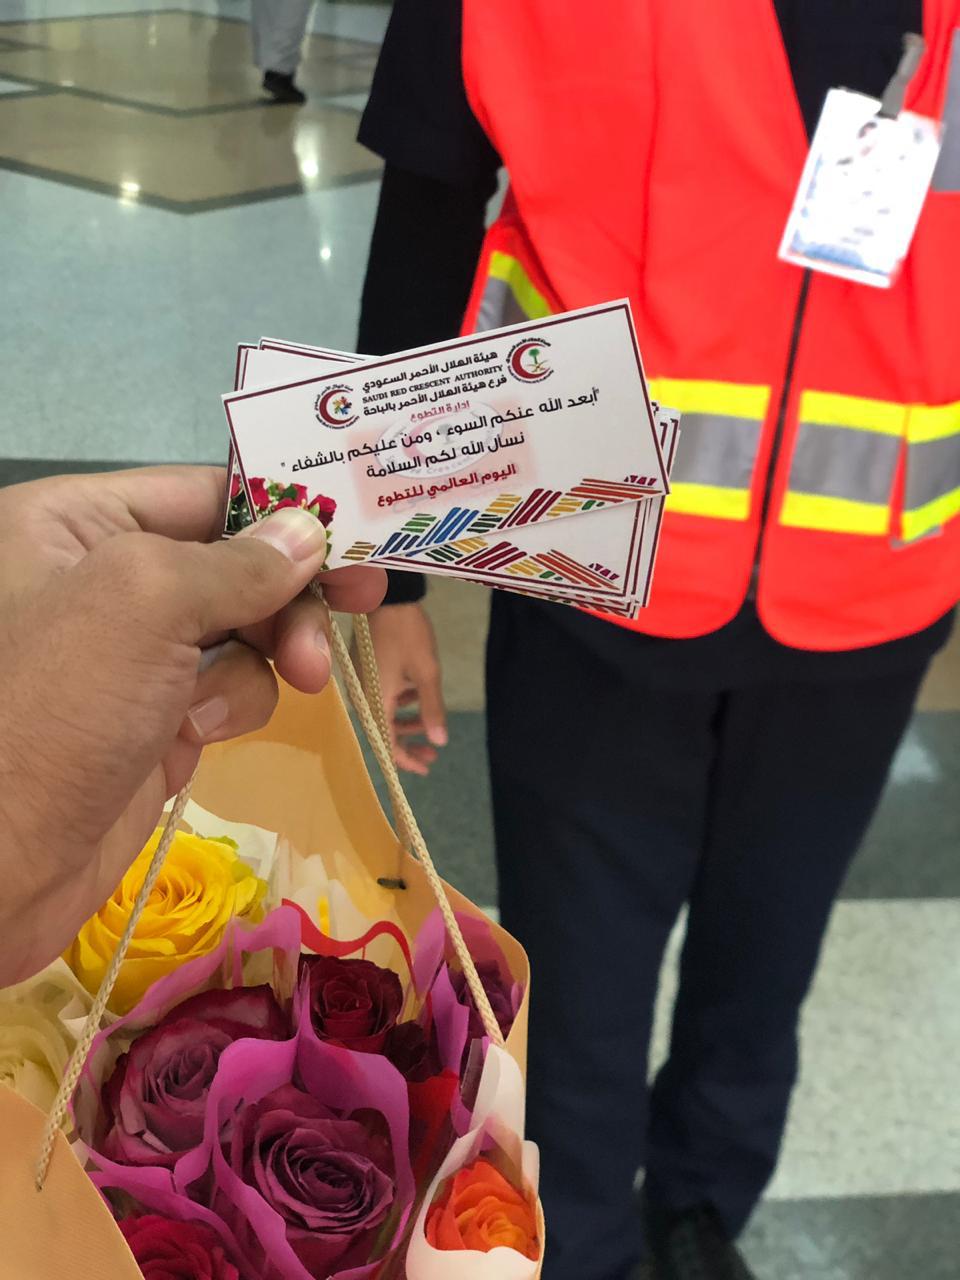 هيئة الهلال الأحمر السعودي
SAUDI RED CRESCENT AUTHORITY
فرع هيئة الهلال الأحمر بالباحة
إدارة التطوع
"أبعد الله عنكم السوء ، ومن عليكم بالشفاء "
نسأل الله لكم السلامة
اليوم العالمي للتطوع